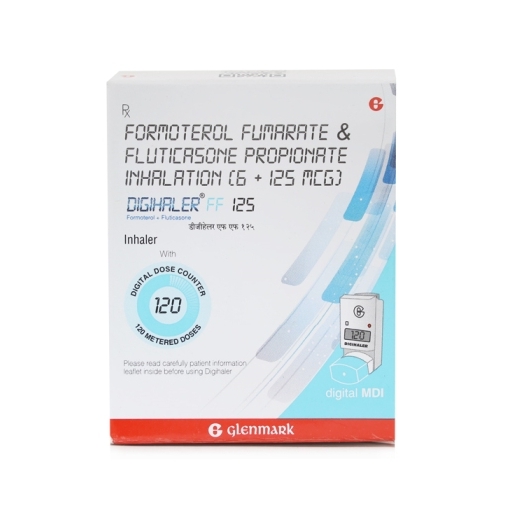 Rx
FORMOTEROL FUMARATE &
FLUTICASONE PROPIONATE
INHALATION (6 + 125 MCG)
DIGIHALER® FF 125
Formoterol + Fluticasone
डीजीहेलर एफ एफ १२५
Inhaler
With
DIGITAL DOSE COUNTER
120
120 METERED DOSES
Please read carefully patient information
leaflet inside before using Digihaler
G
120
DIGIHALER
digital MDI
G glenmark